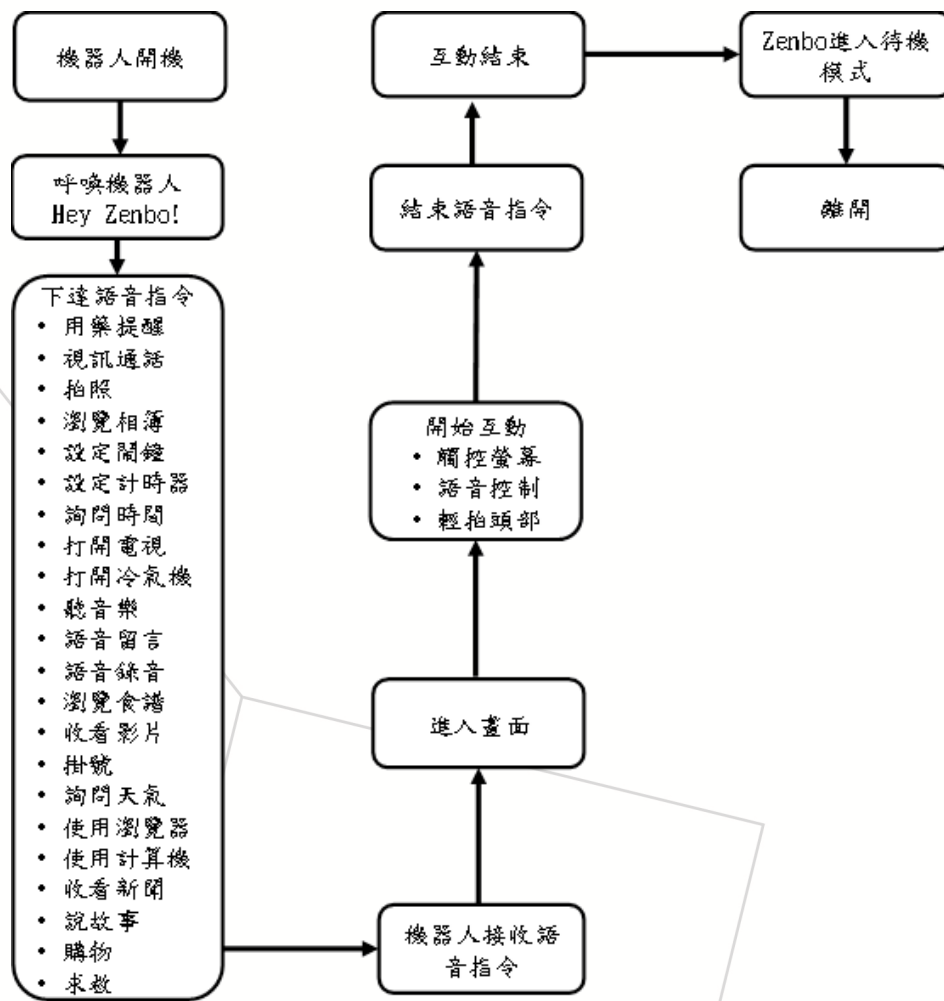 機器人開機
呼喚機器人
Hey Zenbo!
下達語音指令
• 用藥提醒
• 視訊通話
• 拍照
• 瀏覽相簿
• 設定鬧鐘
• 設定計時器
• 詢問時間
• 打開電視
• 打開冷氣機
• 聽音樂
• 語音留言
• 語音錄音
• 瀏覽食譜
• 收看影片
• 掛號
• 詢問天氣
• 使用瀏覽器
• 使用計算機
• 收看新聞
• 說故事
• 購物
• 求救
機器人接收語
音指令
進入畫面
開始互動
• 觸控螢幕
• 語音控制
• 輕拍頭部
結束語音指令
互動結束
Zenbo進入待機
模式
離開